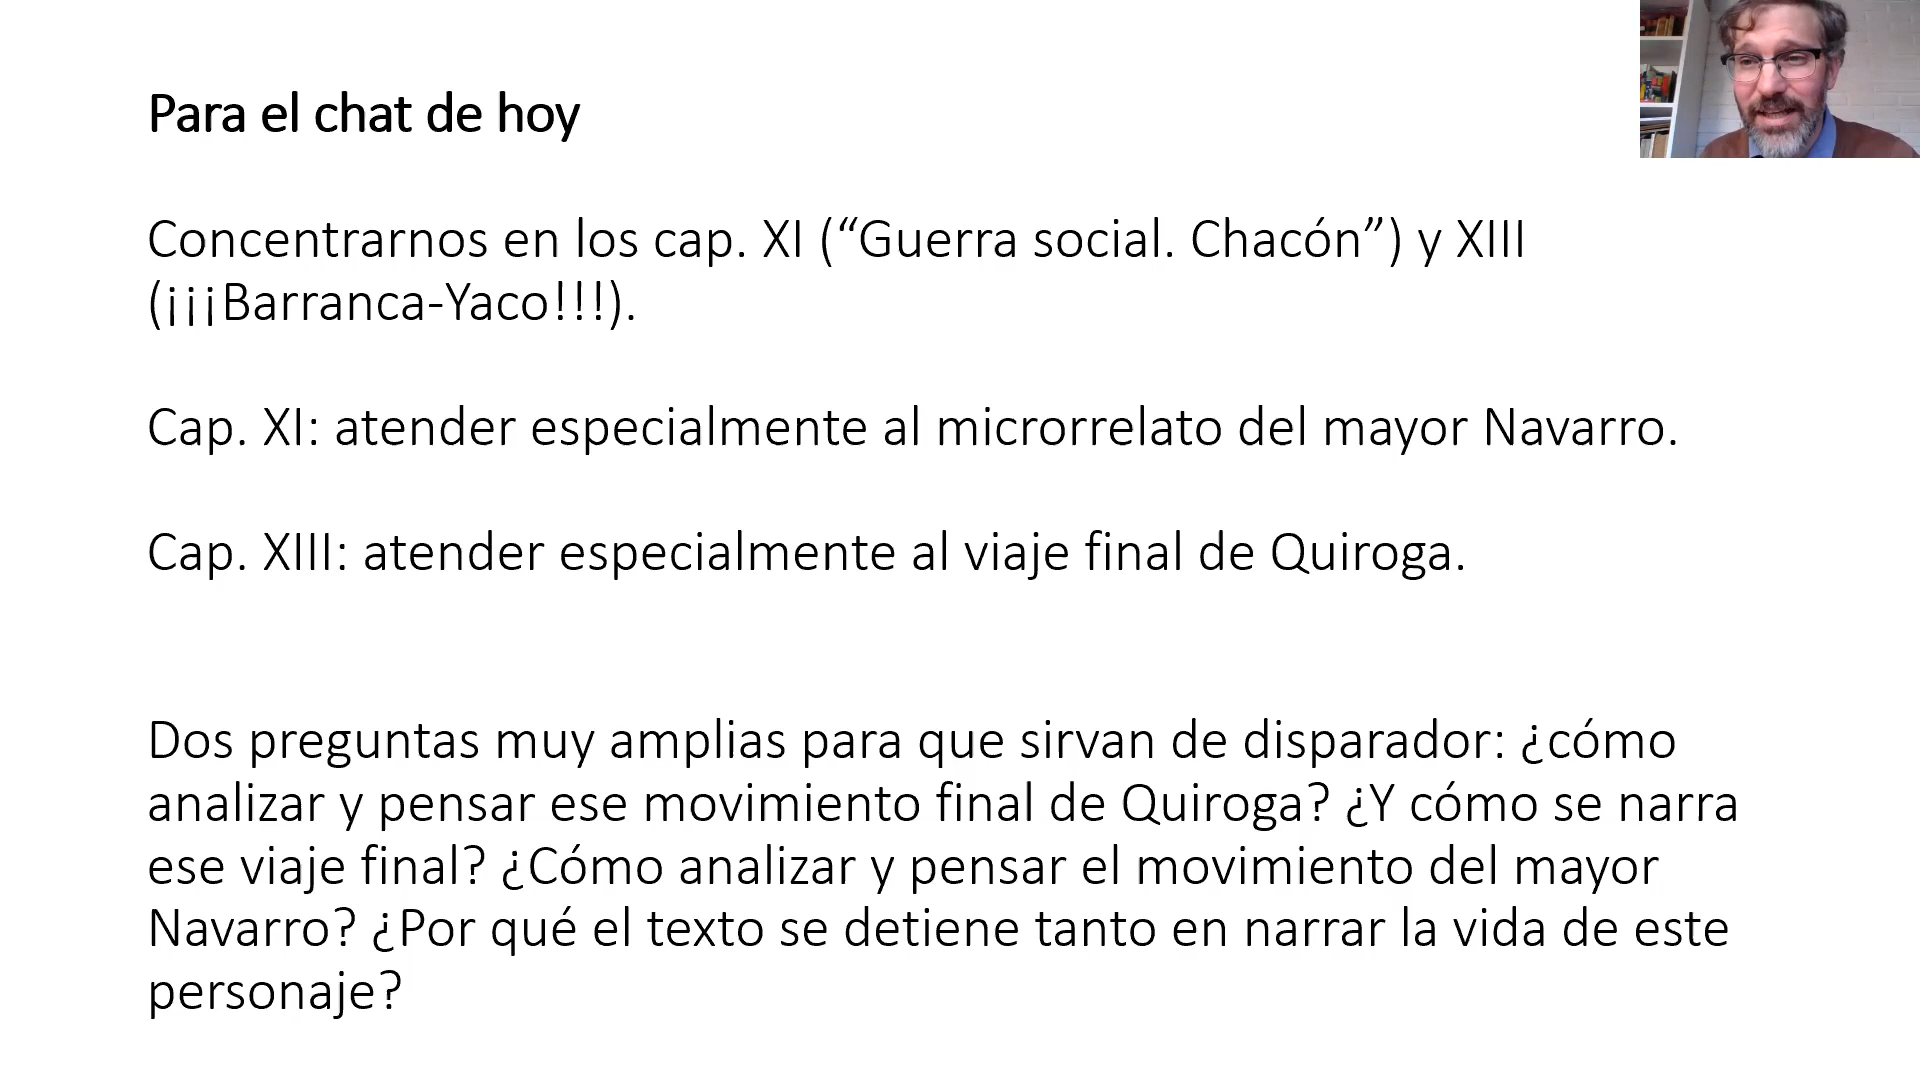 Para el chat de hoy
Concentrarnos en los cap. XI (“Guerra social. Chacón”) y XIII
(¡¡¡Barranca-Yaco!!!).
Cap. XI: atender especialmente al microrrelato del mayor Navarro.
Cap. XIII: atender especialmente al viaje final de Quiroga.
Dos preguntas muy amplias para que sirvan de disparador: ¿cómo
analizar y pensar ese movimiento final de Quiroga? ¿Y cómo se narra
ese viaje final? ¿Cómo analizar y pensar el movimiento del mayor
Navarro? ¿Por qué el texto se detiene tanto en narrar la vida de este
personaje?